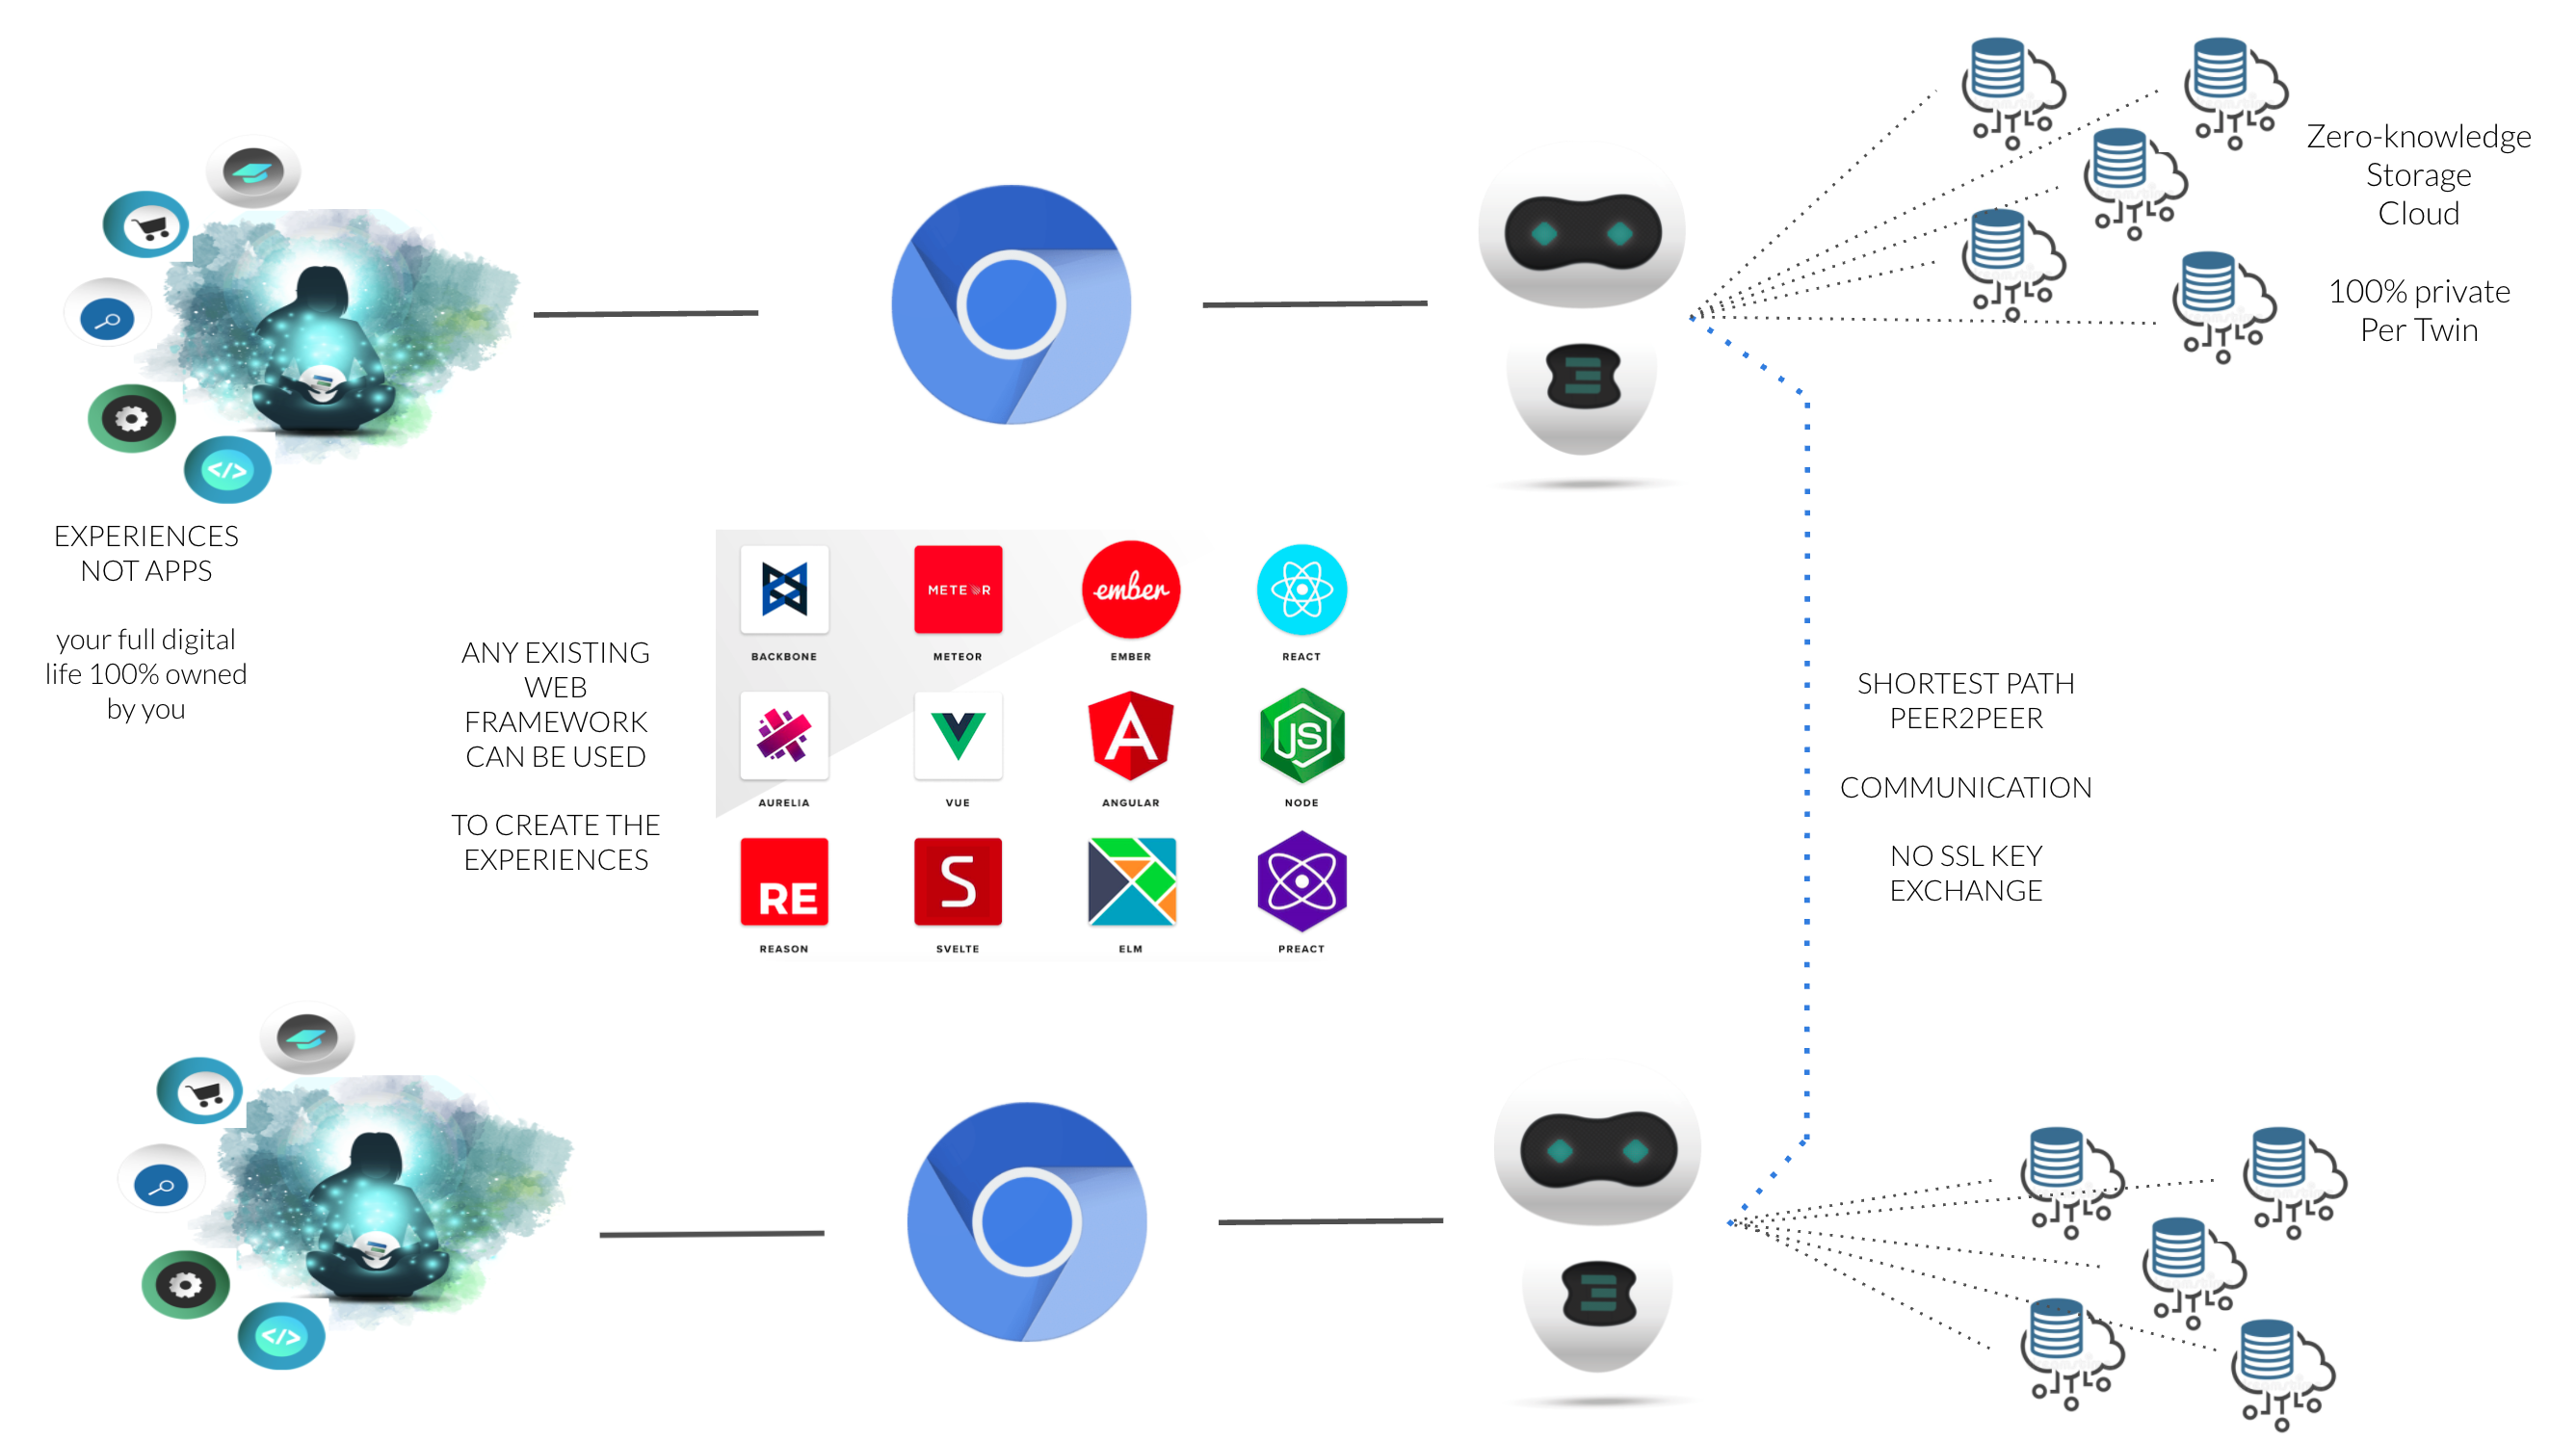 Zero-knowledge
Storage
Cloud
100% private
Per Twin
EXPERIENCES
NOT APPS
your full digital
life 100% owned
by you
ANY EXISTING
WEB
FRAMEWORK
CAN BE USED
TO CREATE THE
EXPERIENCES
METEOR
ember
BACKBONE
METEOR
EMBER
REACT
A
JS
AURELIA
VUE
ANGULAR
NODE
RE
S
REASON
SVELTE
ELM
PREACT
SHORTEST PATH
PEER2PEER
COMMUNICATION
NO SSL KEY
EXCHANGE
</>
</>